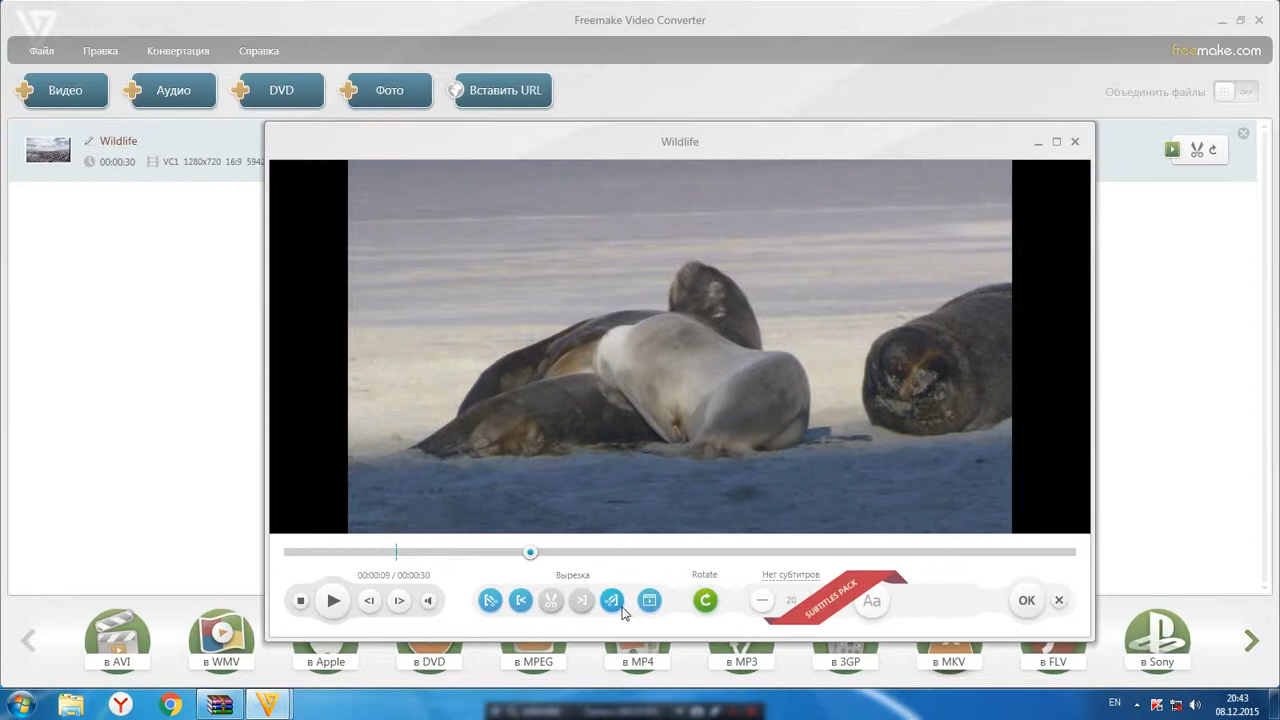 Freemake Video Converter
Файл Правка Конвертация Справка
freemake.com
Видео Аудио DVD Фото Вставить URL
Объединить файлы OFF
Wildlife
00:00:30 VC1 1280x720 16:9 5942
Wildlife
00:00:09 / 00:00:30
Вырезка
Rotate
Нет субтитров
20
SUBTITLES PACK
Aa
OK
в AVI в WMV в Apple в DVD в MPEG в MP4 в MP3 в 3GP в MKV в FLV в Sony
EN
20:43
08.12.2015